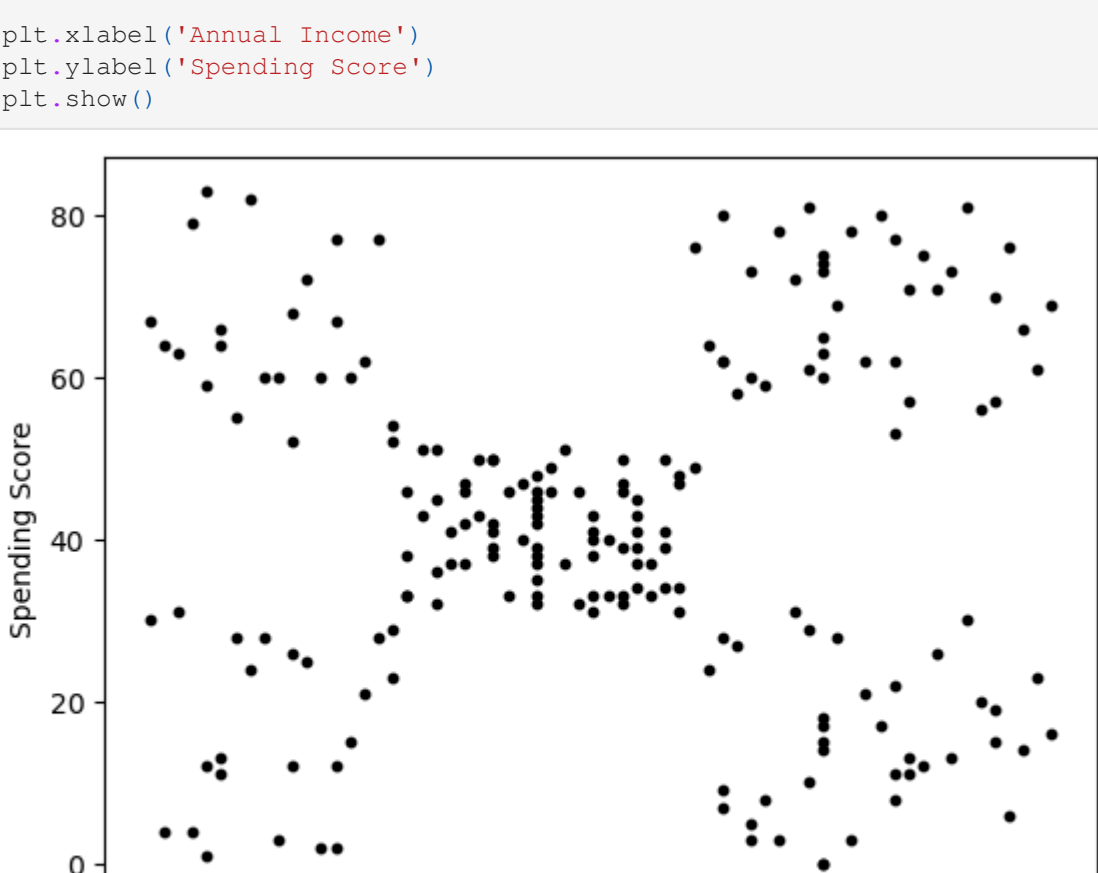 plt.xlabel('Annual Income')
plt.ylabel('Spending Score')
plt.show()
80
60
Spending Score
40
20
0